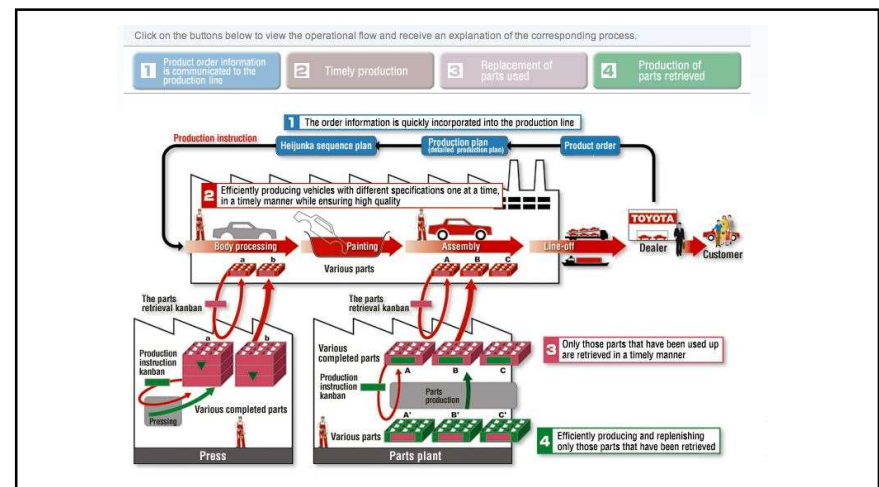 Click on the buttons below to view the operational flow and receive an explanation of the corresponding process.
1 Product order information
is communicated to the
production line
2 Timely production
3 Replacement of
parts used
4 Production of
parts retrieved
1 The order information is quickly incorporated into the production line
Production instruction
Heijunka sequence plan
Production plan
(detailed production plan)
Product order
2 Efficiently producing vehicles with different specifications one at a time,
in a timely manner while ensuring high quality
TOYOTA
Body processing
Painting
Assembly
Line-off
Dealer
Customer
a b
Various parts
A B C
The parts
retrieval kanban
The parts
retrieval kanban
a b
Production
instruction
kanban
Pressing
Various completed parts
Press
Various
completed parts
A B C
Production
instruction
kanban
Parts
production
A' B' C'
Various parts
Parts plant
3 Only those parts that have been used up
are retrieved in a timely manner
4 Efficiently producing and replenishing
only those parts that have been retrieved